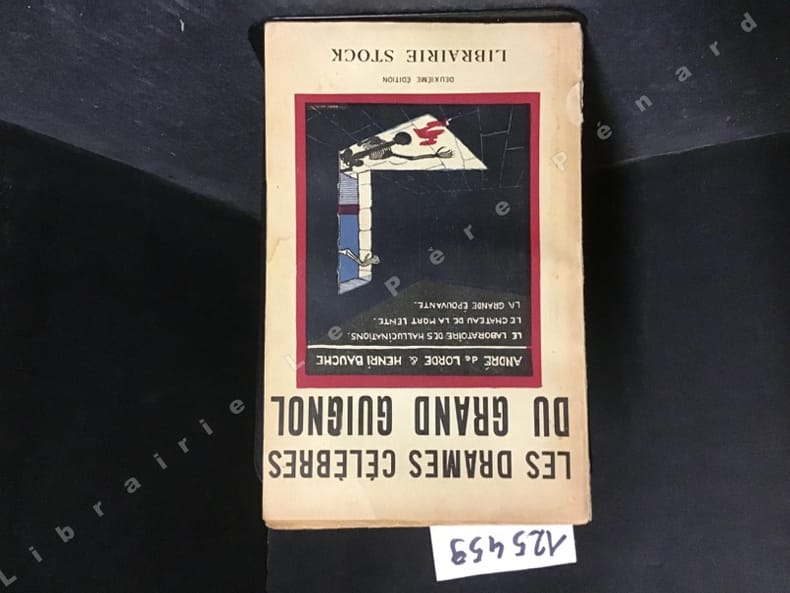 LES DRAMES CÉLÈBRES
DU GRAND GUIGNOL
ANDRÉ de LORDE & HENRI BAUCHE
LE LABORATOIRE DES HALLUCINATIONS.
LE CHATEAU DE LA MORT LENTE.
LA GRANDE ÉPOUVANTE.
DEUXIÈME ÉDITION
LIBRAIRIE STOCK
125459
Librairie Le Père Pénard